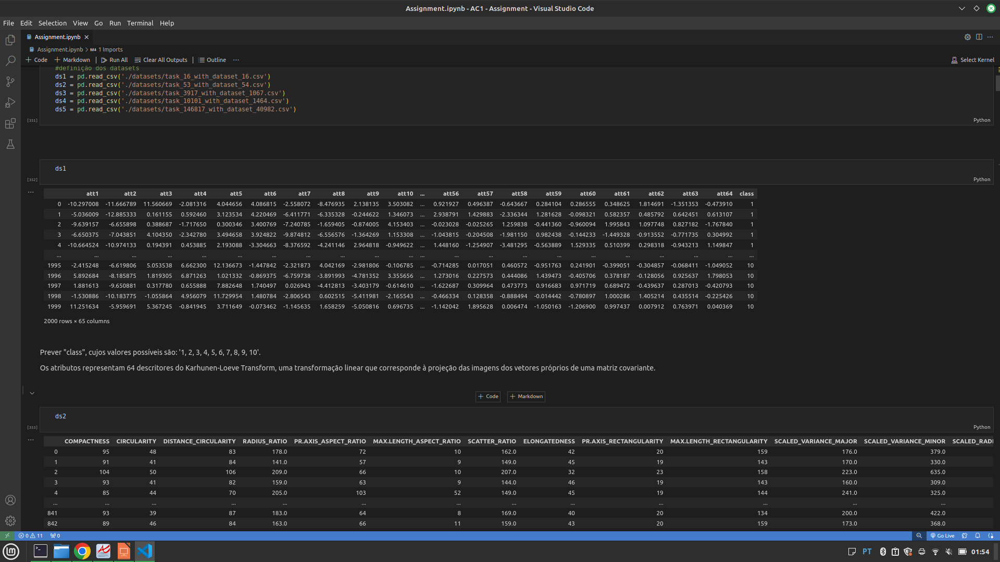 Assignment.ipynb - AC1 - Assignment - Visual Studio Code
File Edit Selection View Go Run Terminal Help
Assignment.ipynb
Assignment.ipynb > M↓ 1 Imports
+ Code + Markdown | Run All Clear All Outputs | Outline ...
Select Kernel
#definição dos datasets
ds1 = pd.read_csv('./datasets/task_16_with_dataset_16.csv')
ds2 = pd.read_csv('./datasets/task_53_with_dataset_54.csv')
ds3 = pd.read_csv('./datasets/task_3917_with_dataset_1067.csv')
ds4 = pd.read_csv('./datasets/task_10101_with_dataset_1464.csv')
ds5 = pd.read_csv('./datasets/task_146817_with_dataset_40982.csv')
[351] Python
ds1
[352] Python
... att1 att2 att3 att4 att5 att6 att7 att8 att9 att10 ... att56 att57 att58 att59 att60 att61 att62 att63 att64 class
0 -10.297008 -11.666789 11.560669 -2.081316 4.044656 4.086815 -2.558072 -8.476935 2.138135 3.503082 ... 0.921927 0.496387 -0.643667 0.284104 0.286555 0.348625 1.814691 -1.351353 -0.473910 1
1 -5.036009 -12.885333 0.161155 0.592460 3.123534 4.220469 -6.411771 -6.335328 -0.244622 1.346073 ... 2.938791 1.429883 -2.336344 1.281628 -0.098321 0.582357 0.485792 0.642451 0.613107 1
2 -9.639157 -6.655898 0.388687 -1.717650 0.300346 3.400769 -7.240785 -1.659405 -0.874005 4.153403 ... -0.023028 -0.025265 1.259838 -0.441360 -0.960094 1.995843 1.097748 0.827182 -1.767840 1
3 -6.650375 -7.043851 4.104350 -2.342780 3.494658 3.924822 -9.874812 -6.556576 -1.364269 1.153308 ... -1.043815 -0.204508 -1.981150 0.982438 -0.144233 -1.449328 -0.913552 -0.771735 0.304992 1
4 -10.664524 -10.974133 0.194391 0.453885 2.193088 -3.304663 -8.376592 -4.241146 2.964818 -0.949622 ... 1.448160 -1.254907 -3.481295 -0.563889 1.529335 0.510399 0.298318 -0.943213 1.149847 1
... ... ... ... ... ... ... ... ... ... ... ... ... ... ... ... ... ... ... ... ... ...
1995 -2.415248 -6.619806 5.053538 6.662300 12.136673 -1.447842 -2.321873 4.042169 -2.981806 -0.106785 ... -0.714285 0.017051 0.460572 -0.951763 0.241901 -0.399051 -0.304857 -0.068411 -1.049052 10
1996 5.892684 -8.185875 1.819305 6.871263 1.021332 -0.869375 -6.759738 -3.891993 -4.781352 3.355656 ... 1.273016 0.227573 0.444086 1.439473 -0.405706 0.378187 -0.128056 0.925637 1.798053 10
1997 1.881613 -9.650881 0.317780 0.655888 7.882648 1.740497 0.026943 -4.412813 -3.403179 -0.614610 ... -1.622687 0.309964 0.473773 0.916683 0.971719 0.689472 -0.439637 0.287013 -0.420793 10
1998 -1.530886 -10.183775 -1.055864 4.956079 11.729954 1.480784 -2.806543 0.602515 -5.411981 -2.165543 ... -0.466334 0.128358 -0.888494 -0.014442 -0.780897 1.000286 1.405214 0.435514 -0.225426 10
1999 11.251634 -5.959691 5.367245 -0.841945 3.711649 -0.073462 -1.145635 1.658259 -5.050816 0.696735 ... -1.142042 1.895628 0.006474 -1.050163 -1.206900 0.997437 0.007912 0.763971 0.040369 10
2000 rows × 65 columns
Prever "class", cujos valores possíveis são: '1, 2, 3, 4, 5, 6, 7, 8, 9, 10'.
Os atributos representam 64 descritores do Karhunen-Loeve Transform, uma transformação linear que corresponde à projeção das imagens dos vetores próprios de uma matriz covariante.
+ Code + Markdown
ds2
[353] Python
... COMPACTNESS CIRCULARITY DISTANCE_CIRCULARITY RADIUS_RATIO PR.AXIS_ASPECT_RATIO MAX.LENGTH_ASPECT_RATIO SCATTER_RATIO ELONGATEDNESS PR.AXIS_RECTANGULARITY MAX.LENGTH_RECTANGULARITY SCALED_VARIANCE_MAJOR SCALED_VARIANCE_MINOR SCALED_RADI
0 95 48 83 178.0 72 10 162.0 42 20 159 176.0 379.0
1 91 41 84 141.0 57 9 149.0 45 19 143 170.0 330.0
2 104 50 106 209.0 66 10 207.0 32 23 158 223.0 635.0
3 93 41 82 159.0 63 9 144.0 46 19 143 160.0 309.0
4 85 44 70 205.0 103 52 149.0 45 19 144 241.0 325.0
... ... ... ... ... ... ... ... ... ... ... ... ...
841 93 39 87 183.0 64 8 169.0 40 20 134 200.0 422.0
842 89 46 84 163.0 66 11 159.0 43 20 159 173.0 368.0
0 11 0 Go Live
PT 01:54